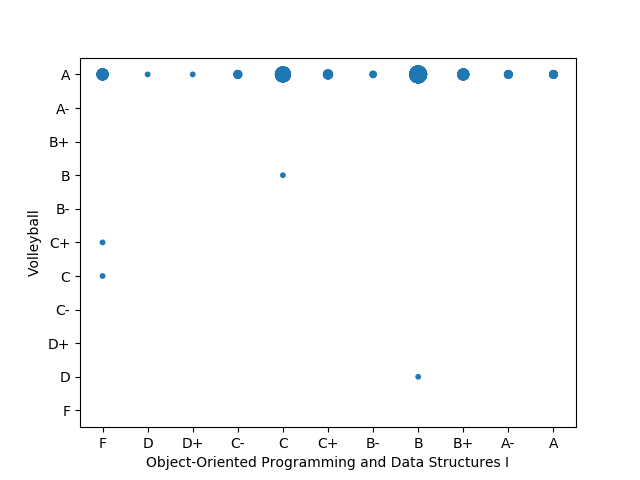 A
A-
B+
B
B-
C+
C
C-
D+
D
F
Volleyball
F D D+ C- C C+ B- B B+ A- A
Object-Oriented Programming and Data Structures I